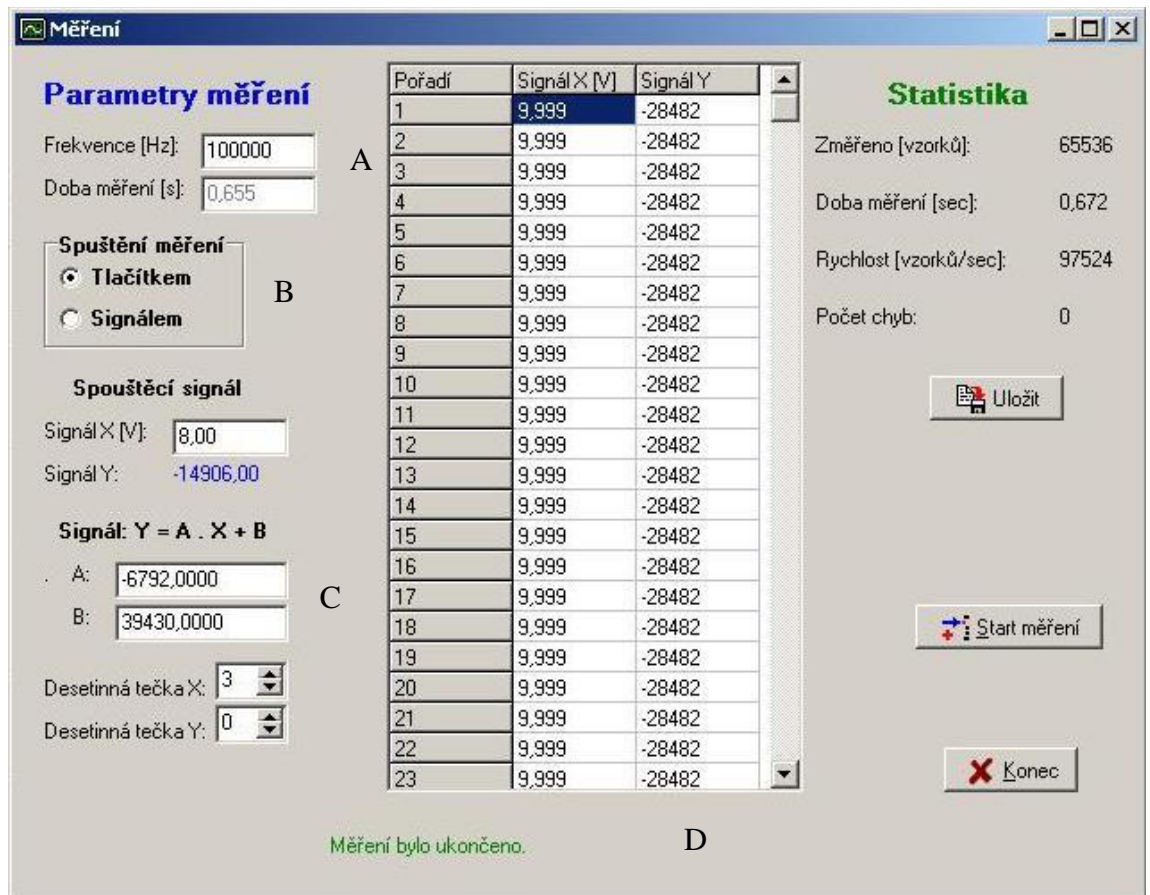 Měření
Parametry měření
Frekvence [Hz]: 100000
A
Doba měření [s]: 0,655
Spuštění měření
Tlačítkem
B
Signálem
Spouštěcí signál
Signál X [V]: 8,00
Signál Y: -14906,00
Signál: Y = A . X + B
. A: -6792,0000
C
B: 39430,0000
Desetinná tečka X: 3
Desetinná tečka Y: 0
Pořadí Signál X [V] Signál Y
1 9,999 -28482
2 9,999 -28482
3 9,999 -28482
4 9,999 -28482
5 9,999 -28482
6 9,999 -28482
7 9,999 -28482
8 9,999 -28482
9 9,999 -28482
10 9,999 -28482
11 9,999 -28482
12 9,999 -28482
13 9,999 -28482
14 9,999 -28482
15 9,999 -28482
16 9,999 -28482
17 9,999 -28482
18 9,999 -28482
19 9,999 -28482
20 9,999 -28482
21 9,999 -28482
22 9,999 -28482
23 9,999 -28482
Statistika
Změřeno [vzorků]: 65536
Doba měření [sec]: 0,672
Rychlost [vzorků/sec]: 97524
Počet chyb: 0
Uložit
Start měření
Konec
Měření bylo ukončeno.
D